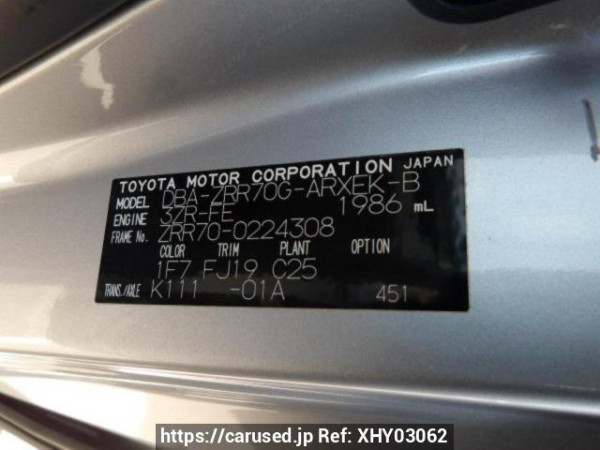 TOYOTA MOTOR CORPORATION JAPAN
MODEL DBA-ZRR70G-ARXEK-B
ENGINE 3ZR-FE 1986 mL
FRAME No. ZRR70-0224308
COLOR TRIM PLANT OPTION
1F7 FJ19 C25
TRANS./AXLE K111 -01A 451
https://carused.jp Ref: XHY03062